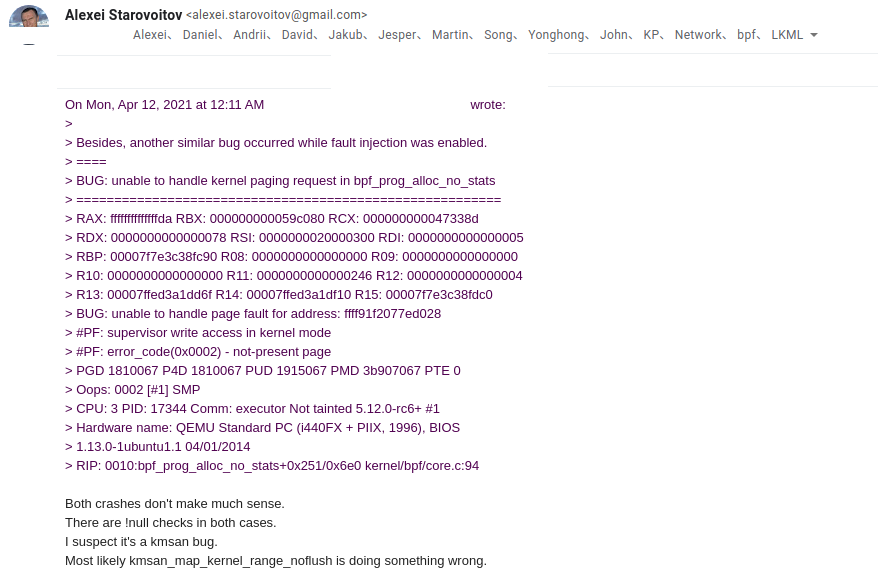 Alexei Starovoitov <alexei.starovoitov@gmail.com>
Alexei、 Daniel、 Andrii、 David、 Jakub、 Jesper、 Martin、 Song、 Yonghong、 John、 KP、 Network、 bpf、 LKML
On Mon, Apr 12, 2021 at 12:11 AM wrote:
>
> Besides, another similar bug occurred while fault injection was enabled.
> ====
> BUG: unable to handle kernel paging request in bpf_prog_alloc_no_stats
> ========================================================
> RAX: ffffffffffffffda RBX: 000000000059c080 RCX: 000000000047338d
> RDX: 0000000000000078 RSI: 0000000020000300 RDI: 0000000000000005
> RBP: 00007f7e3c38fc90 R08: 0000000000000000 R09: 0000000000000000
> R10: 0000000000000000 R11: 0000000000000246 R12: 0000000000000004
> R13: 00007ffed3a1dd6f R14: 00007ffed3a1df10 R15: 00007f7e3c38fdc0
> BUG: unable to handle page fault for address: ffff91f2077ed028
> #PF: supervisor write access in kernel mode
> #PF: error_code(0x0002) - not-present page
> PGD 1810067 P4D 1810067 PUD 1915067 PMD 3b907067 PTE 0
> Oops: 0002 [#1] SMP
> CPU: 3 PID: 17344 Comm: executor Not tainted 5.12.0-rc6+ #1
> Hardware name: QEMU Standard PC (i440FX + PIIX, 1996), BIOS
> 1.13.0-1ubuntu1.1 04/01/2014
> RIP: 0010:bpf_prog_alloc_no_stats+0x251/0x6e0 kernel/bpf/core.c:94
Both crashes don't make much sense.
There are !null checks in both cases.
I suspect it's a kmsan bug.
Most likely kmsan_map_kernel_range_noflush is doing something wrong.